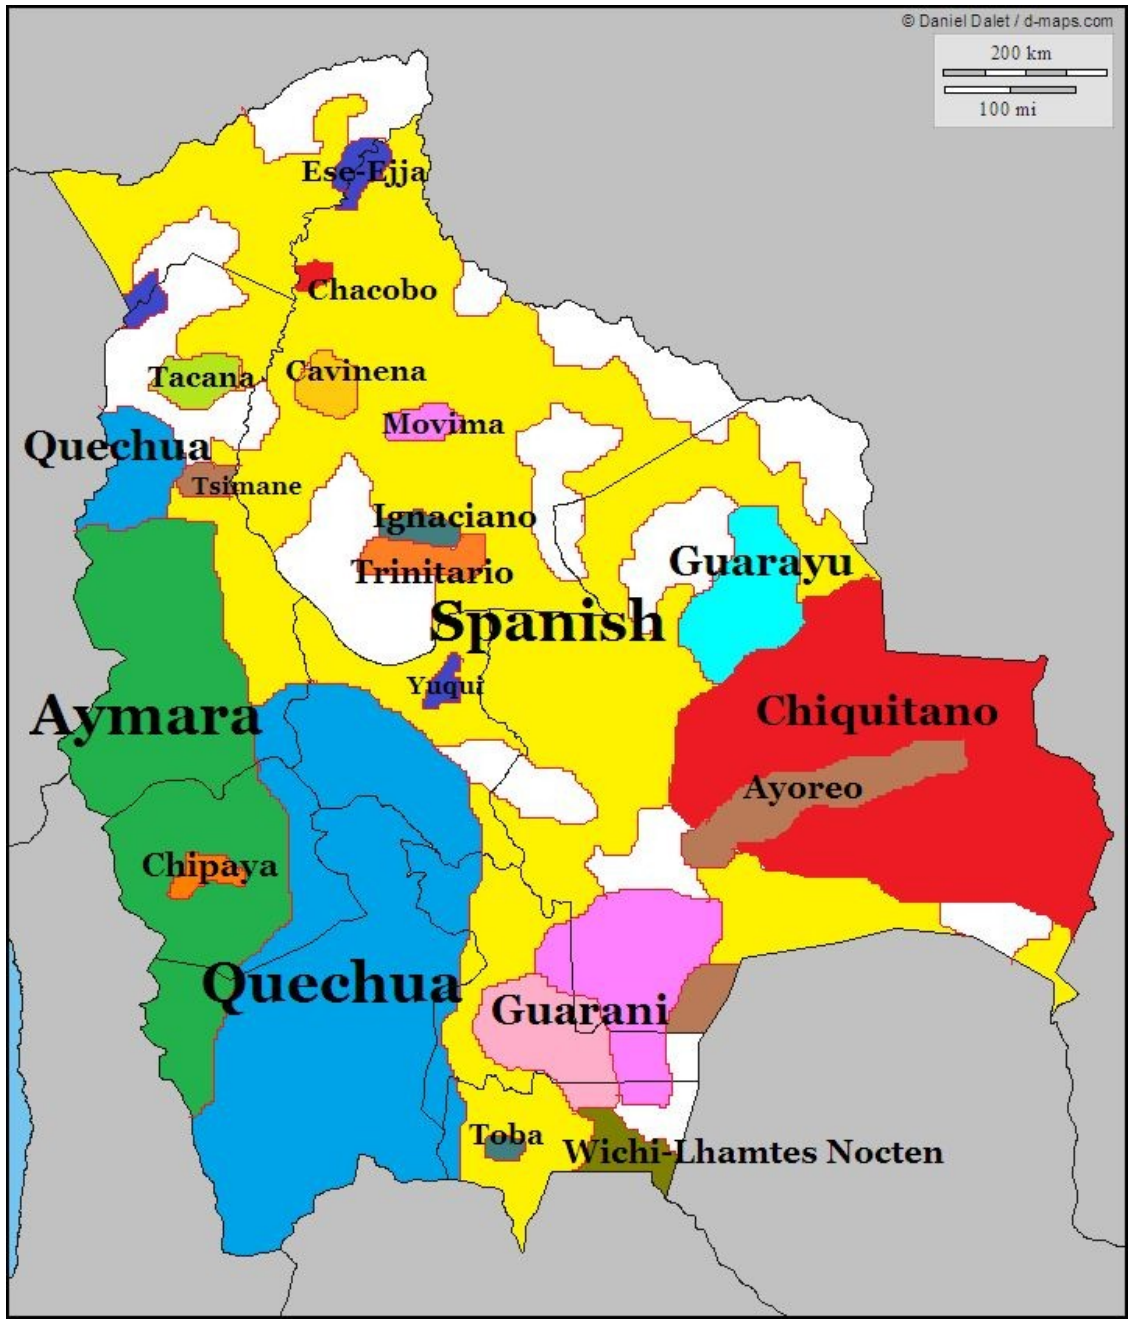 © Daniel Dalet / d-maps.com
200 km
100 mi
Ese-Ejja
Chacobo
Tacana
Cavinena
Movima
Quechua
Tsimane
Ignaciano
Trinitario
Guarayu
Spanish
Yuqui
Aymara
Chiquitano
Ayoreo
Chipaya
Quechua
Guarani
Toba
Wichi-Lhamtes Nocten